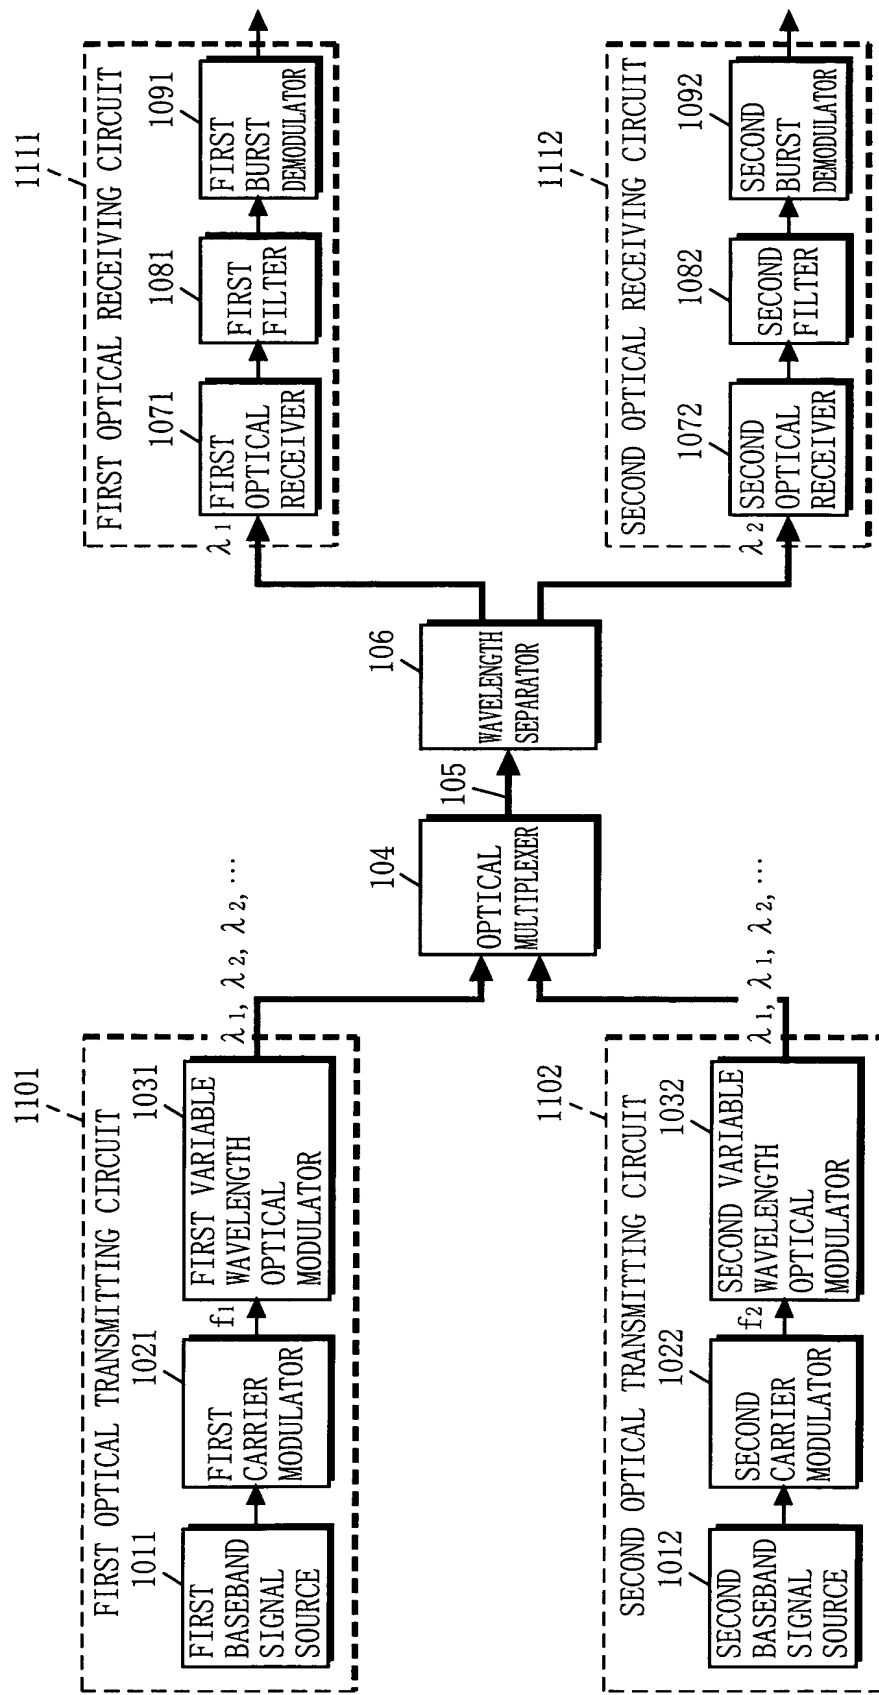 1101
FIRST OPTICAL TRANSMITTING CIRCUIT
1011
FIRST
BASEBAND
SIGNAL
SOURCE
1021
FIRST
CARRIER
MODULATOR
f1
1031
FIRST VARIABLE
WAVELENGTH
OPTICAL
MODULATOR
λ1, λ2, λ2, ...
1102
SECOND OPTICAL TRANSMITTING CIRCUIT
1012
SECOND
BASEBAND
SIGNAL
SOURCE
1022
SECOND
CARRIER
MODULATOR
f2
1032
SECOND VARIABLE
WAVELENGTH
OPTICAL
MODULATOR
λ1, λ1, λ2, ...
104
OPTICAL
MULTIPLEXER
105
106
WAVELENGTH
SEPARATOR
1111
FIRST OPTICAL RECEIVING CIRCUIT
λ1
1071
FIRST
OPTICAL
RECEIVER
1081
FIRST
FILTER
1091
FIRST
BURST
DEMODULATOR
1112
SECOND OPTICAL RECEIVING CIRCUIT
λ2
1072
SECOND
OPTICAL
RECEIVER
1082
SECOND
FILTER
1092
SECOND
BURST
DEMODULATOR